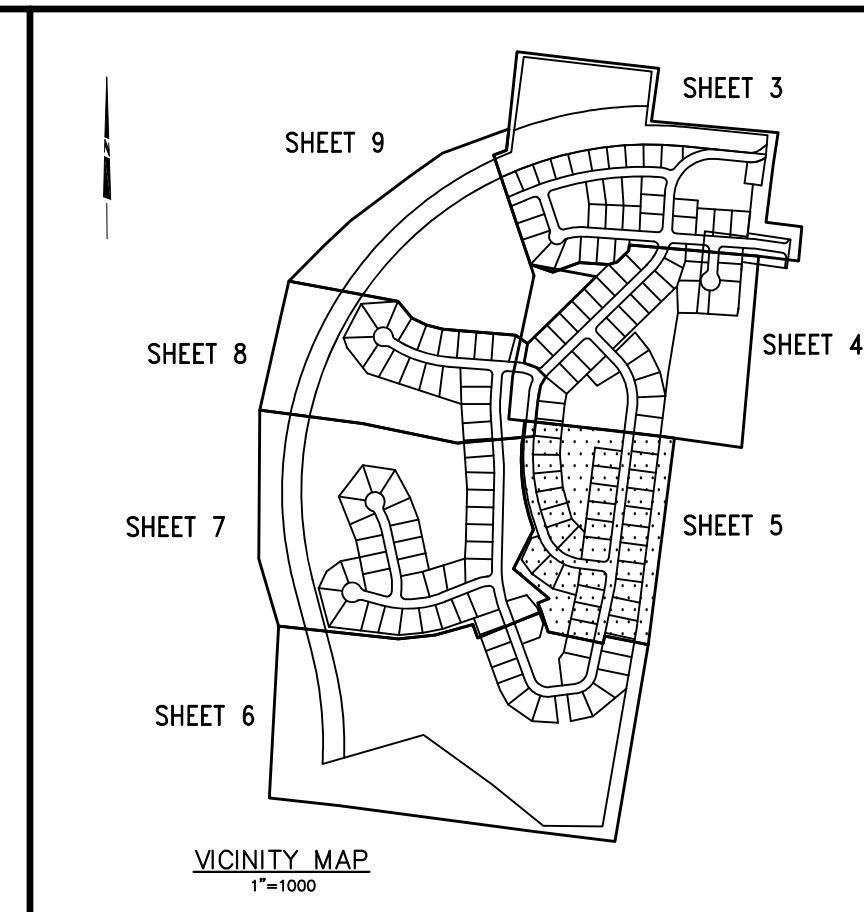 SHEET 3
SHEET 9
N
SHEET 8
SHEET 4
SHEET 7
SHEET 5
SHEET 6
VICINITY MAP
1"=1000